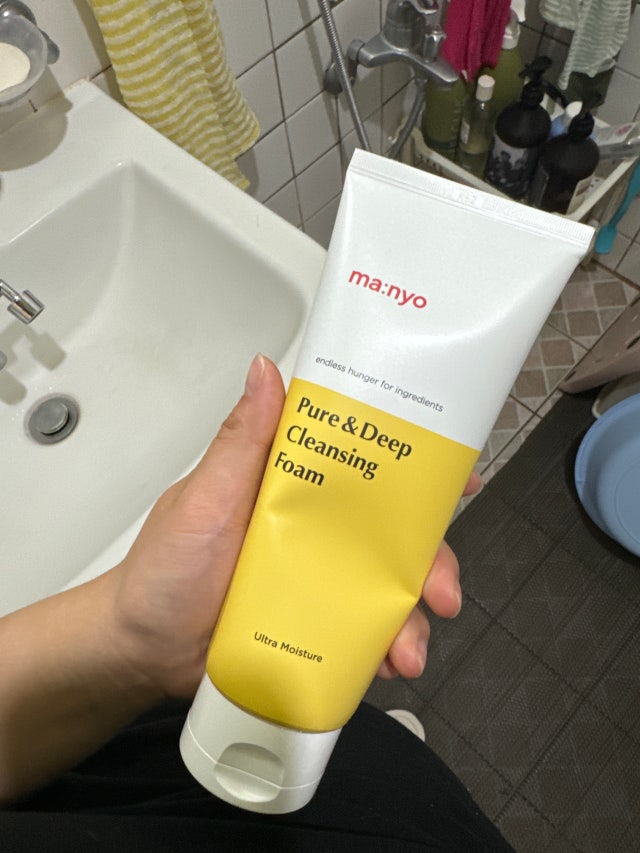 ma:nyo
endless hunger for ingredients
Pure & Deep
Cleansing
Foam
Ultra Moisture